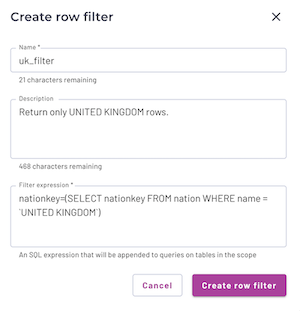 Create row filter
Name *
uk_filter
21 characters remaining
Description
Return only UNITED KINGDOM rows.
468 characters remaining
Filter expression *
nationkey=(SELECT nationkey FROM nation WHERE name =
'UNITED KINGDOM')
An SQL expression that will be appended to queries on tables in the scope
Cancel
Create row filter